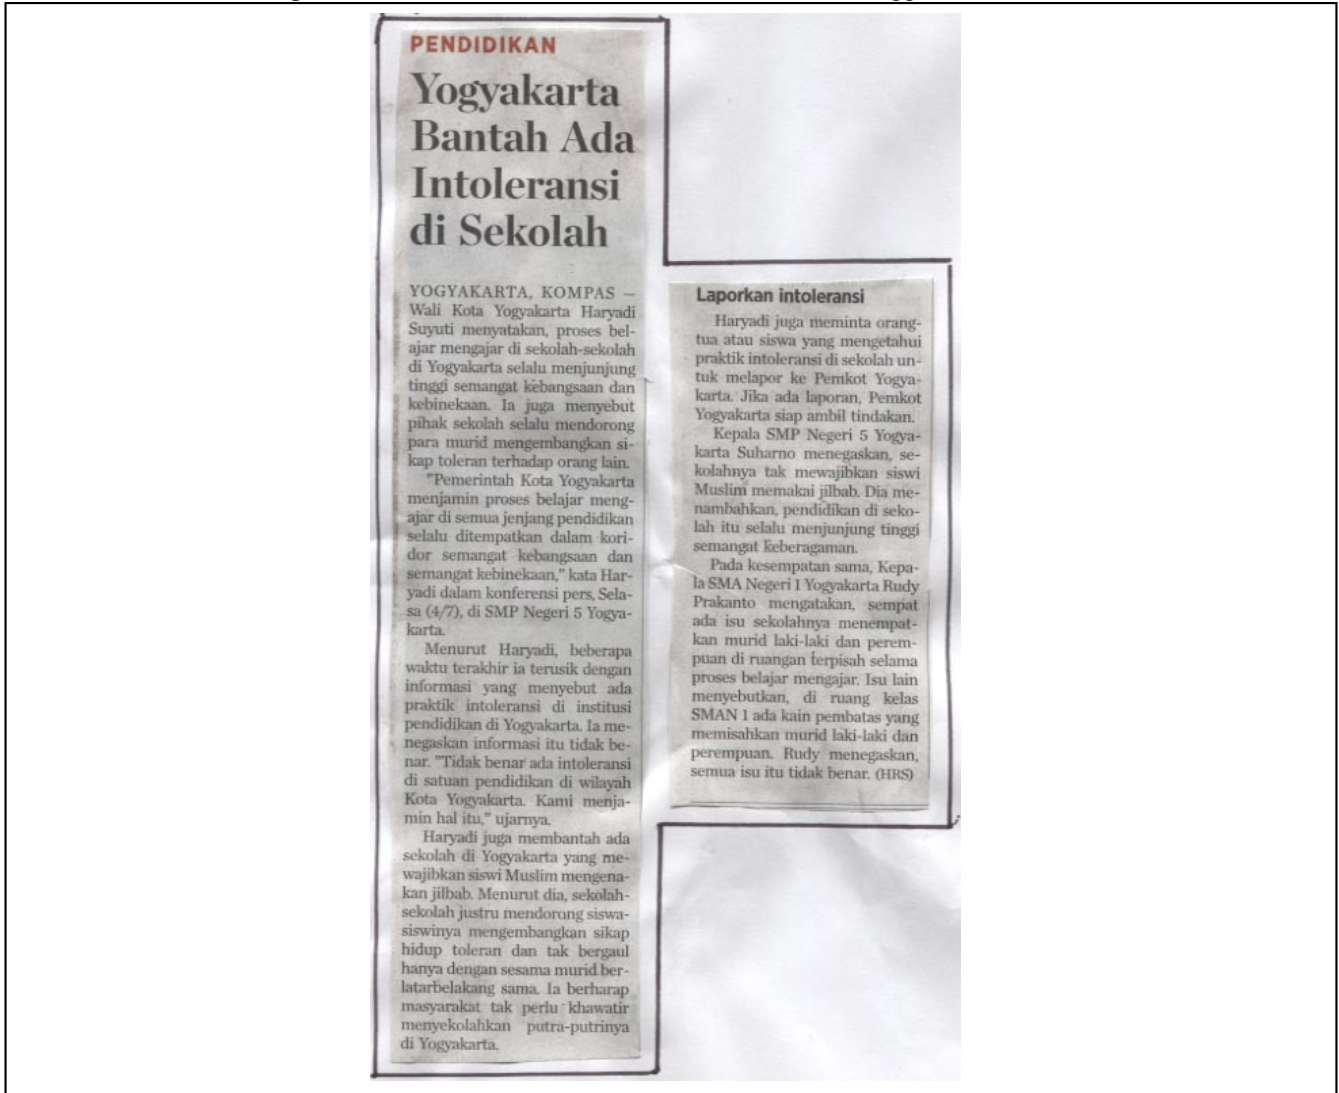 PENDIDIKAN
Yogyakarta
Bantah Ada
Intoleransi
di Sekolah
YOGYAKARTA, KOMPAS —
Wali Kota Yogyakarta Haryadi
Suyuti menyatakan, proses bel-
ajar mengajar di sekolah-sekolah
di Yogyakarta selalu menjunjung
tinggi semangat kebangsaan dan
kebinekaan. Ia juga menyebut
pihak sekolah selalu mendorong
para murid mengembangkan si-
kap toleran terhadap orang lain.
"Pemerintah Kota Yogyakarta
menjamin proses belajar meng-
ajar di semua jenjang pendidikan
selalu ditempatkan dalam kori-
dor semangat kebangsaan dan
semangat kebinekaan," kata Har-
yadi dalam konferensi pers, Sela-
sa (4/7), di SMP Negeri 5 Yogya-
karta.
Menurut Haryadi, beberapa
waktu terakhir ia terusik dengan
informasi yang menyebut ada
praktik intoleransi di institusi
pendidikan di Yogyakarta. Ia me-
negaskan informasi itu tidak be-
nar. "Tidak benar ada intoleransi
di satuan pendidikan di wilayah
Kota Yogyakarta. Kami menja-
min hal itu," ujarnya.
Haryadi juga membantah ada
sekolah di Yogyakarta yang me-
wajibkan siswi Muslim mengena-
kan jilbab. Menurut dia, sekolah-
sekolah justru mendorong siswa-
siswinya mengembangkan sikap
hidup toleran dan tak bergaul
hanya dengan sesama murid ber-
latarbelakang sama. Ia berharap
masyarakat tak perlu khawatir
menyekolahkan putra-putrinya
di Yogyakarta.
Laporkan intoleransi
Haryadi juga meminta orang-
tua atau siswa yang mengetahui
praktik intoleransi di sekolah un-
tuk melapor ke Pemkot Yogya-
karta. Jika ada laporan, Pemkot
Yogyakarta siap ambil tindakan.
Kepala SMP Negeri 5 Yogya-
karta Suharno menegaskan, se-
kolahnya tak mewajibkan siswi
Muslim memakai jilbab. Dia me-
nambahkan, pendidikan di seko-
lah itu selalu menjunjung tinggi
semangat keberagaman.
Pada kesempatan sama, Kepa-
la SMA Negeri 1 Yogyakarta Rudy
Prakanto mengatakan, sempat
ada isu sekolahnya menempat-
kan murid laki-laki dan perem-
puan di ruangan terpisah selama
proses belajar mengajar. Isu lain
menyebutkan, di ruang kelas
SMAN 1 ada kain pembatas yang
memisahkan murid laki-laki dan
perempuan. Rudy menegaskan,
semua isu itu tidak benar. (HRS)